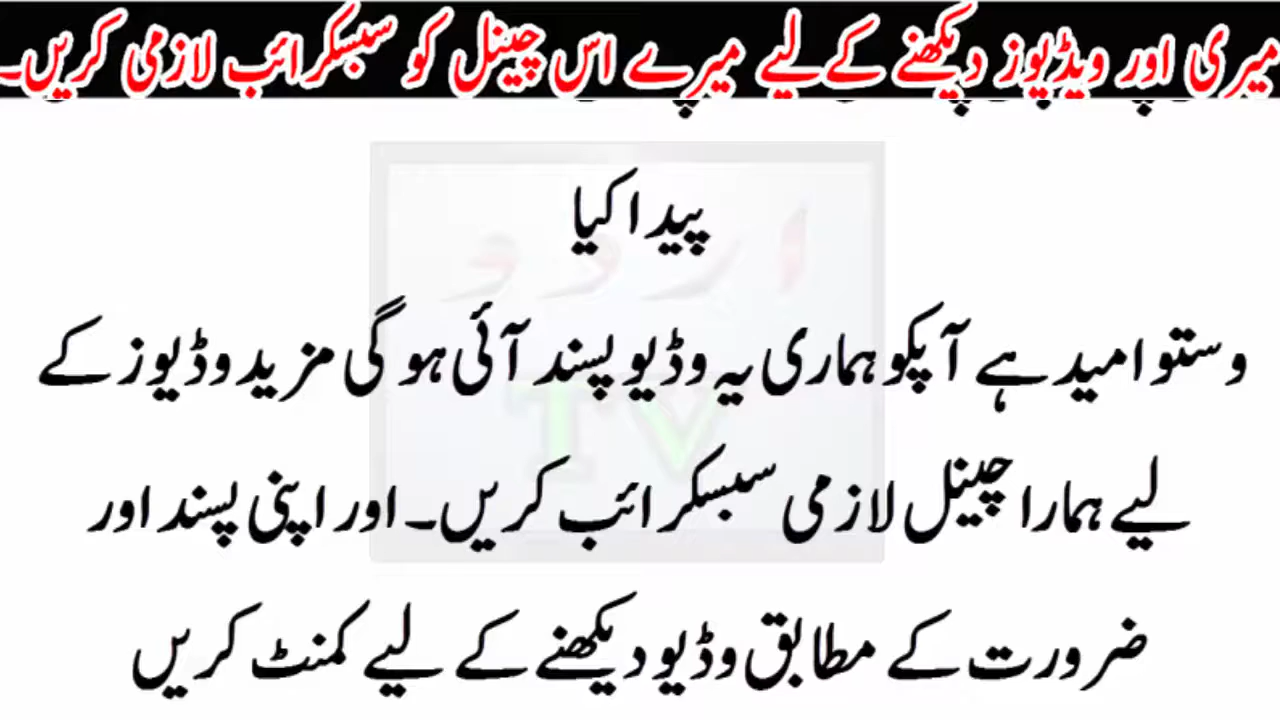 میری اور ویڈیوز دیکھنے کے لیے میرے اس چینل کو سبسکرائب لازمی کریں۔
پیدا کیا
وستو امید ہے آپکو ہماری یہ وڈیو پسند آئی ہو گی مزید وڈیوز کے
لیے ہمارا چینل لازمی سبسکرائب کریں۔ اور اپنی پسند اور
ضرورت کے مطابق وڈیو دیکھنے کے لیے کمنٹ کریں
اردو
TV